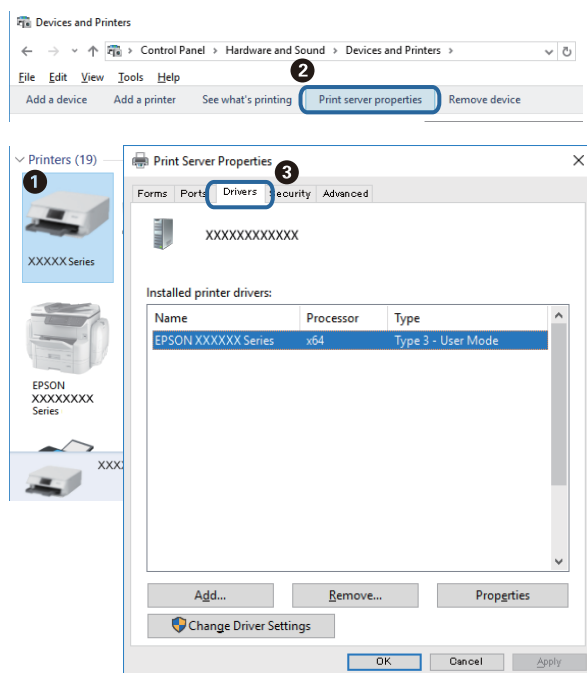 Devices and Printers
Control Panel > Hardware and Sound > Devices and Printers >
2
File Edit View Tools Help
Add a device Add a printer See what's printing Print server properties Remove device
Printers (19)
1
XXXXX Series
EPSON
XXXXXXXX
Series
XXX
Print Server Properties
3
Forms Ports Drivers Security Advanced
XXXXXXXXXXXX
Installed printer drivers:
Name Processor Type
EPSON XXXXXX Series x64 Type 3 - User Mode
Add... Remove... Properties
Change Driver Settings
OK Cancel Apply